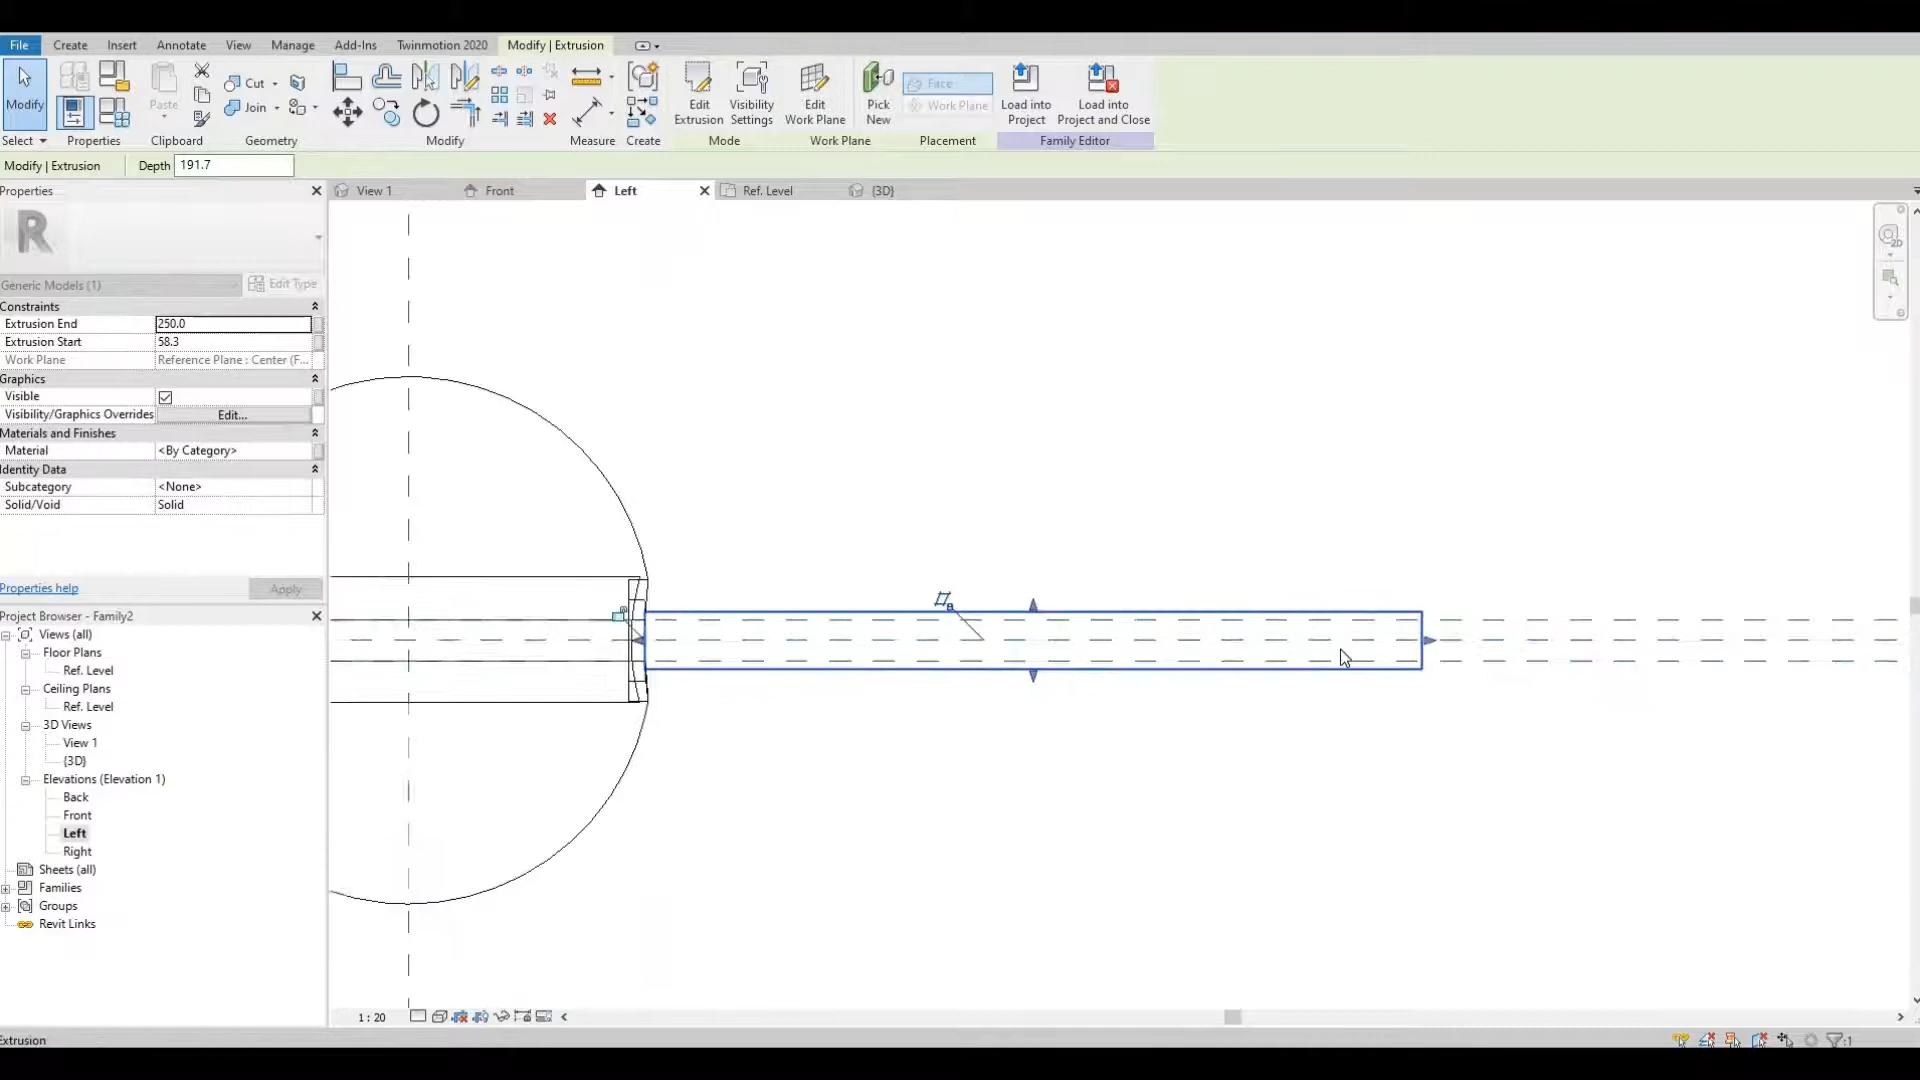 File Create Insert Annotate View Manage Add-Ins Twinmotion 2020 Modify | Extrusion
Modify Paste Cut Join Edit Extrusion Visibility Settings Edit Work Plane Pick New Face Work Plane Load into Project Load into Project and Close
Select Properties Clipboard Geometry Modify Measure Create Mode Work Plane Placement Family Editor
Modify | Extrusion Depth 191.7
Properties View 1 Front Left Ref. Level {3D}
R
2D
Generic Models (1) Edit Type
Constraints
Extrusion End 250.0
Extrusion Start 58.3
Work Plane Reference Plane : Center (F...
Graphics
Visible
Visibility/Graphics Overrides Edit...
Materials and Finishes
Material <By Category>
Identity Data
Subcategory <None>
Solid/Void Solid
Properties help Apply
Project Browser - Family2
Views (all)
Floor Plans
Ref. Level
Ceiling Plans
Ref. Level
3D Views
View 1
{3D}
Elevations (Elevation 1)
Back
Front
Left
Right
Sheets (all)
Families
Groups
Revit Links
1 : 20
Extrusion :1